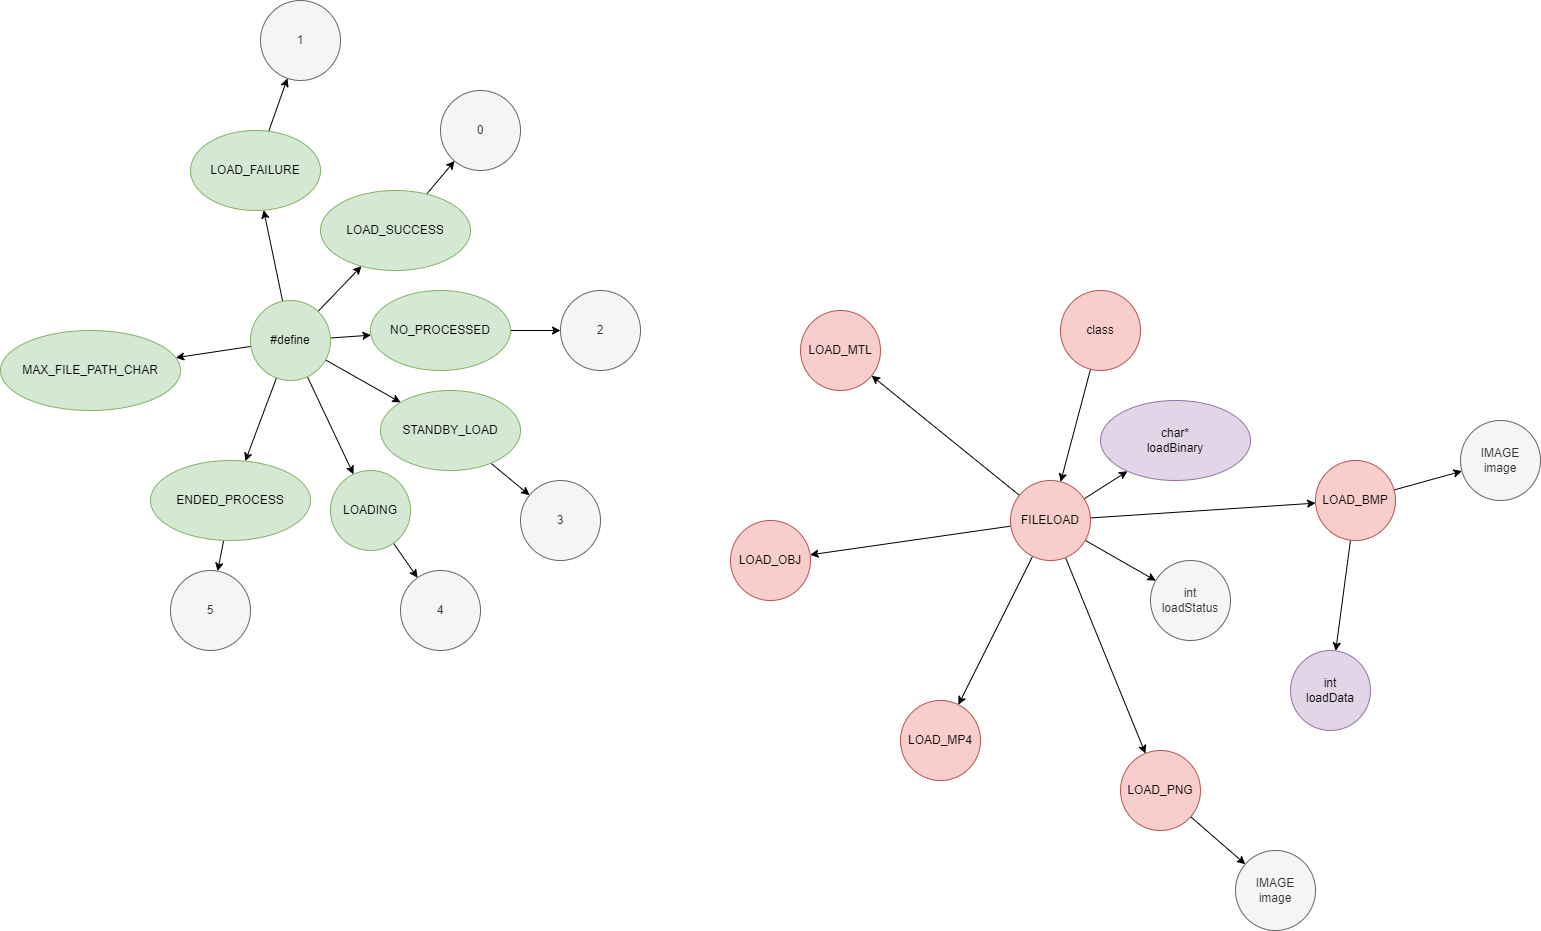 1
0
LOAD_FAILURE
LOAD_SUCCESS
#define
NO_PROCESSED
2
MAX_FILE_PATH_CHAR
STANDBY_LOAD
ENDED_PROCESS
LOADING
3
5
4
LOAD_MTL
class
char*
loadBinary
IMAGE
image
LOAD_BMP
FILELOAD
LOAD_OBJ
int
loadStatus
int
loadData
LOAD_MP4
LOAD_PNG
IMAGE
image